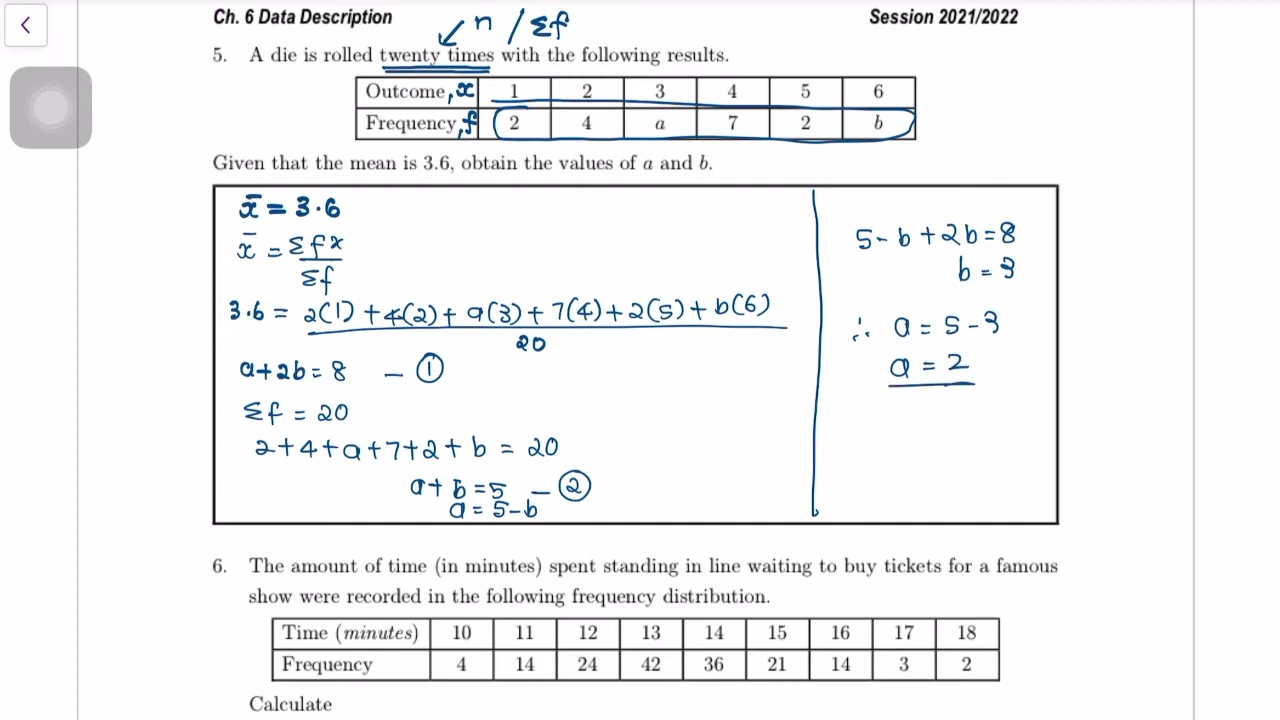 Ch. 6 Data Description Session 2021/2022
n / Σf
5. A die is rolled twenty times with the following results.
Outcome, x 1 2 3 4 5 6
Frequency, f 2 4 a 7 2 b
Given that the mean is 3.6, obtain the values of a and b.
x̄ = 3.6
x̄ = Σfx
Σf
3.6 = 2(1) + 4(2) + a(3) + 7(4) + 2(5) + b(6)
20
a + 2b = 8 — ①
Σf = 20
2 + 4 + a + 7 + 2 + b = 20
a + b = 5 — ②
a = 5 - b
5 - b + 2b = 8
b = 3
∴ a = 5 - 3
a = 2
6. The amount of time (in minutes) spent standing in line waiting to buy tickets for a famous
show were recorded in the following frequency distribution.
Time (minutes) 10 11 12 13 14 15 16 17 18
Frequency 4 14 24 42 36 21 14 3 2
Calculate